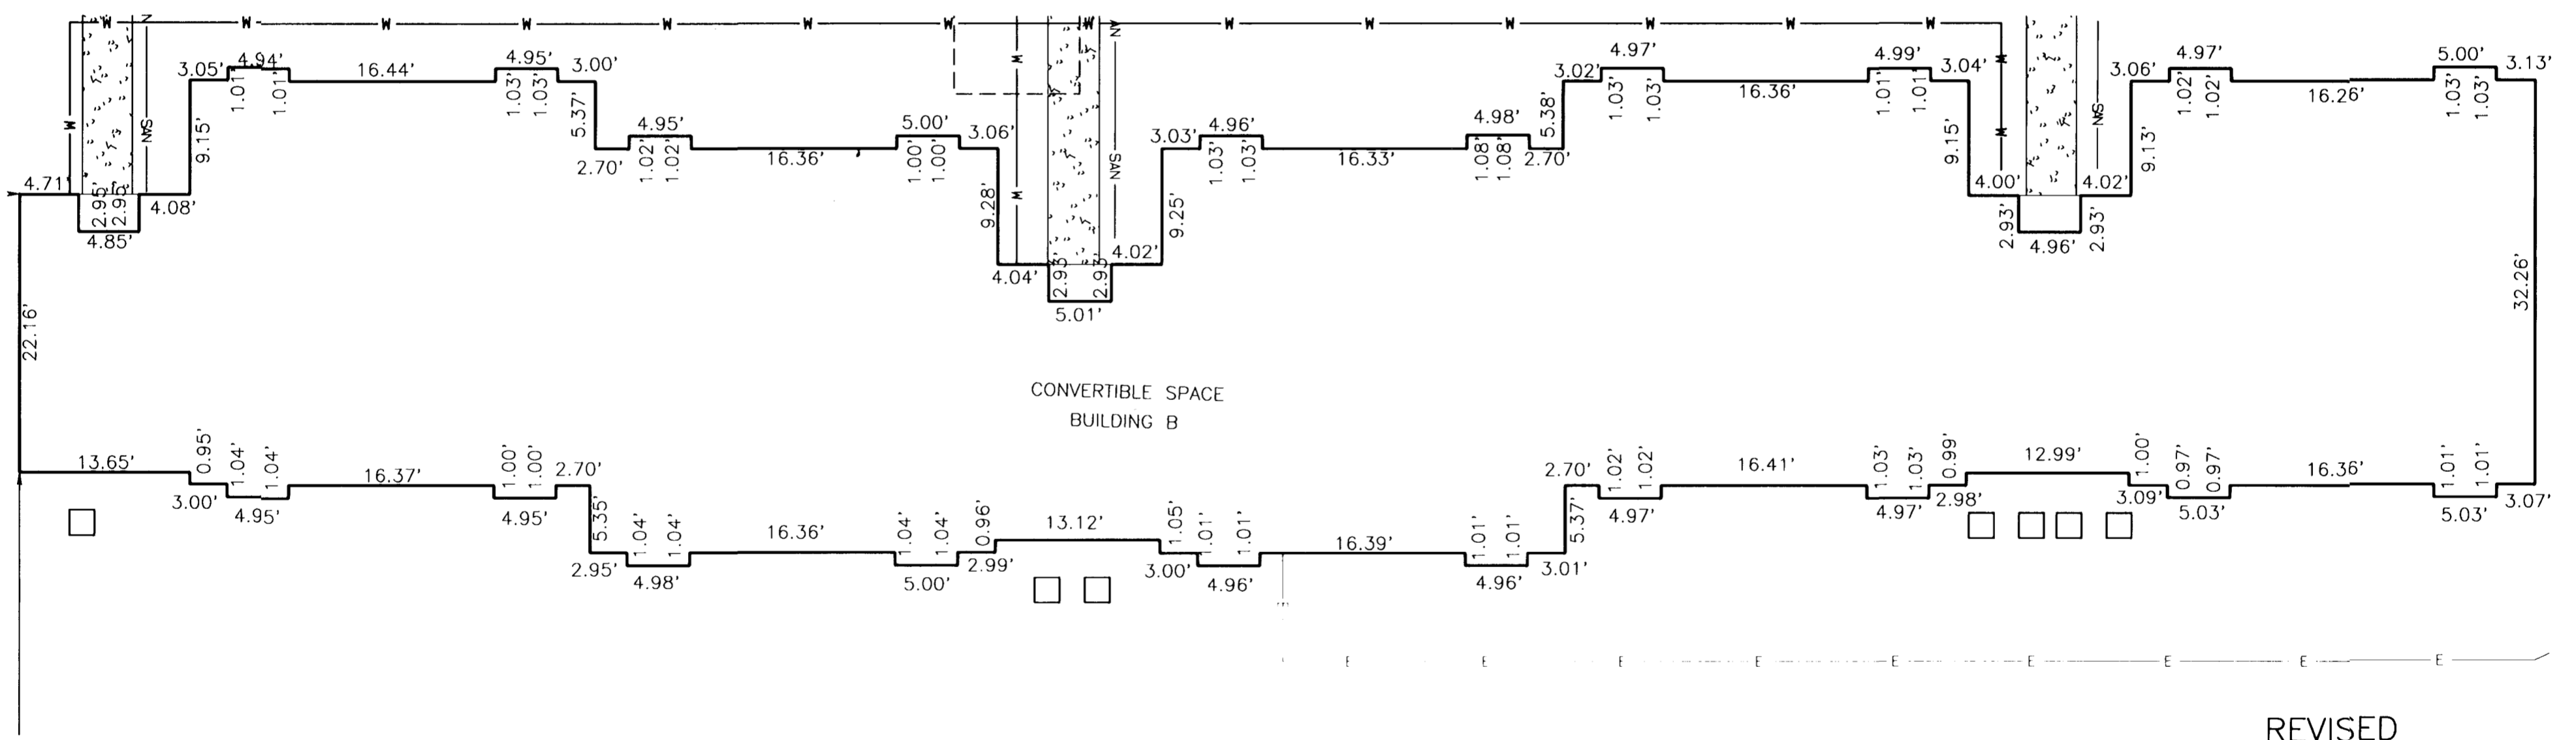 W W W W W W W W W W W W W W
N AN
3.05' 4.94' 16.44' 4.95' 3.00' 3.02' 4.97' 16.36' 4.99' 3.04' 3.06' 4.97' 16.26' 5.00' 3.13'
1.01' 1.01' 1.03' 1.03' 1.03' 1.03' 1.01' 1.01' 1.02' 1.02' 1.03' 1.03'
W SAN 9.15' 5.37' W 5.38' 9.15' W W SAN 9.13'
4.95' 5.00' 3.06' 3.03' 4.96' 4.98'
2.70' 1.02' 1.02' 16.36' 1.00' 1.00' SAN 1.03' 1.03' 16.33' 1.08' 1.08' 2.70'
4.71' 2.95' 2.95' 4.08' 9.28' W 9.25' 4.00' 4.02'
4.85' 2.93' 4.96' 2.93'
4.04' 2.93' 2.93' 4.02'
5.01'
22.16' 32.26'
CONVERTIBLE SPACE
BUILDING B
13.65' 0.95' 1.04' 1.04' 16.37' 1.00' 1.00' 2.70' 2.70' 1.02' 1.02' 16.41' 1.03' 1.03' 0.99' 12.99' 1.00' 0.97' 0.97' 16.36' 1.01' 1.01'
3.00' 4.95' 4.95' 4.97' 4.97' 2.98' 3.09' 5.03' 5.03' 3.07'
5.35' 1.04' 1.04' 16.36' 1.04' 1.04' 0.96' 13.12' 1.05' 1.01' 1.01' 16.39' 1.01' 1.01' 5.37'
2.95' 4.98' 5.00' 2.99' 3.00' 4.96' 4.96' 3.01'
E
E E E E E E E E E
REVISED